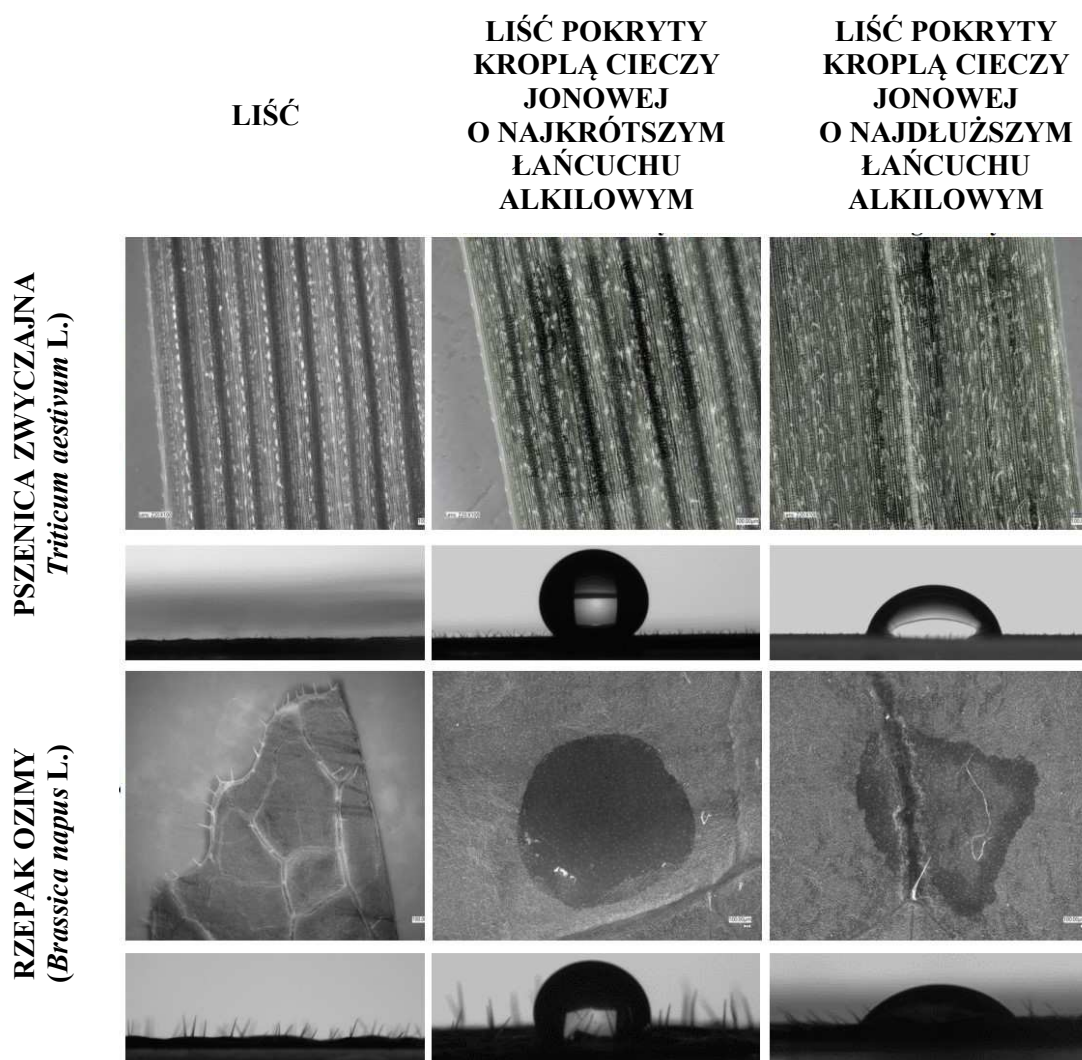 LIŚĆ
LIŚĆ POKRYTY
KROPLĄ CIECZY
JONOWEJ
O NAJKRÓTSZYM
ŁAŃCUCHU
ALKILOWYM
LIŚĆ POKRYTY
KROPLĄ CIECZY
JONOWEJ
O NAJDŁUŻSZYM
ŁAŃCUCHU
ALKILOWYM
PSZENICA ZWYCZAJNA
Triticum aestivum L.)
RZEPAK OZIMY
(Brassica napus L.)